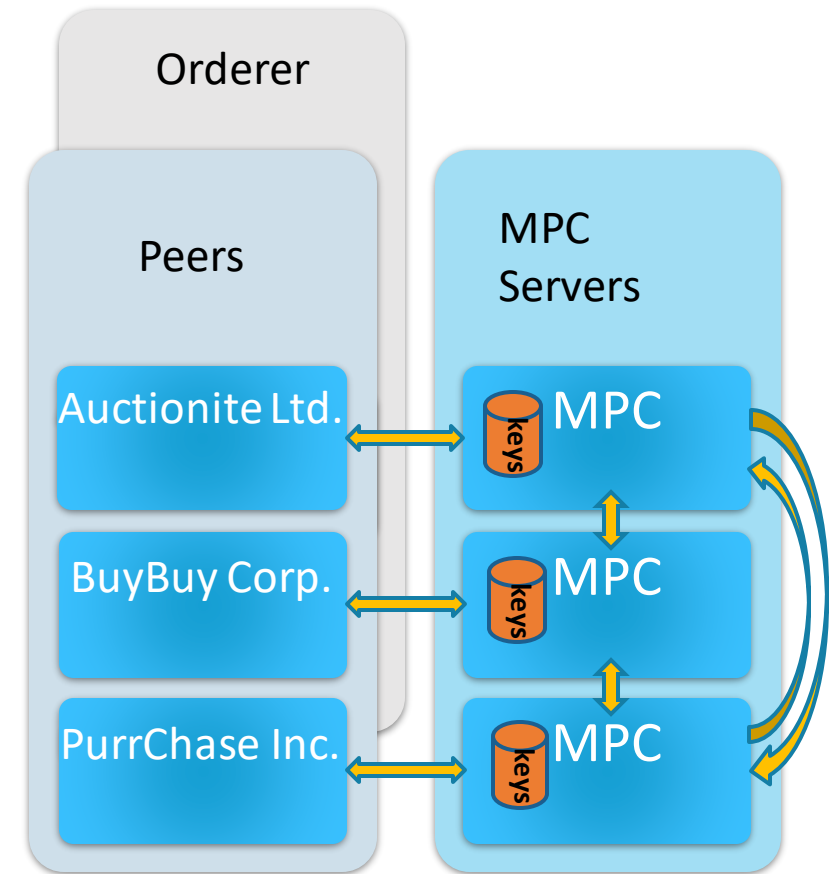 Orderer
Peers
MPC
Servers
Auctionite Ltd.
keys
MPC
BuyBuy Corp.
keys
MPC
PurrChase Inc.
keys
MPC